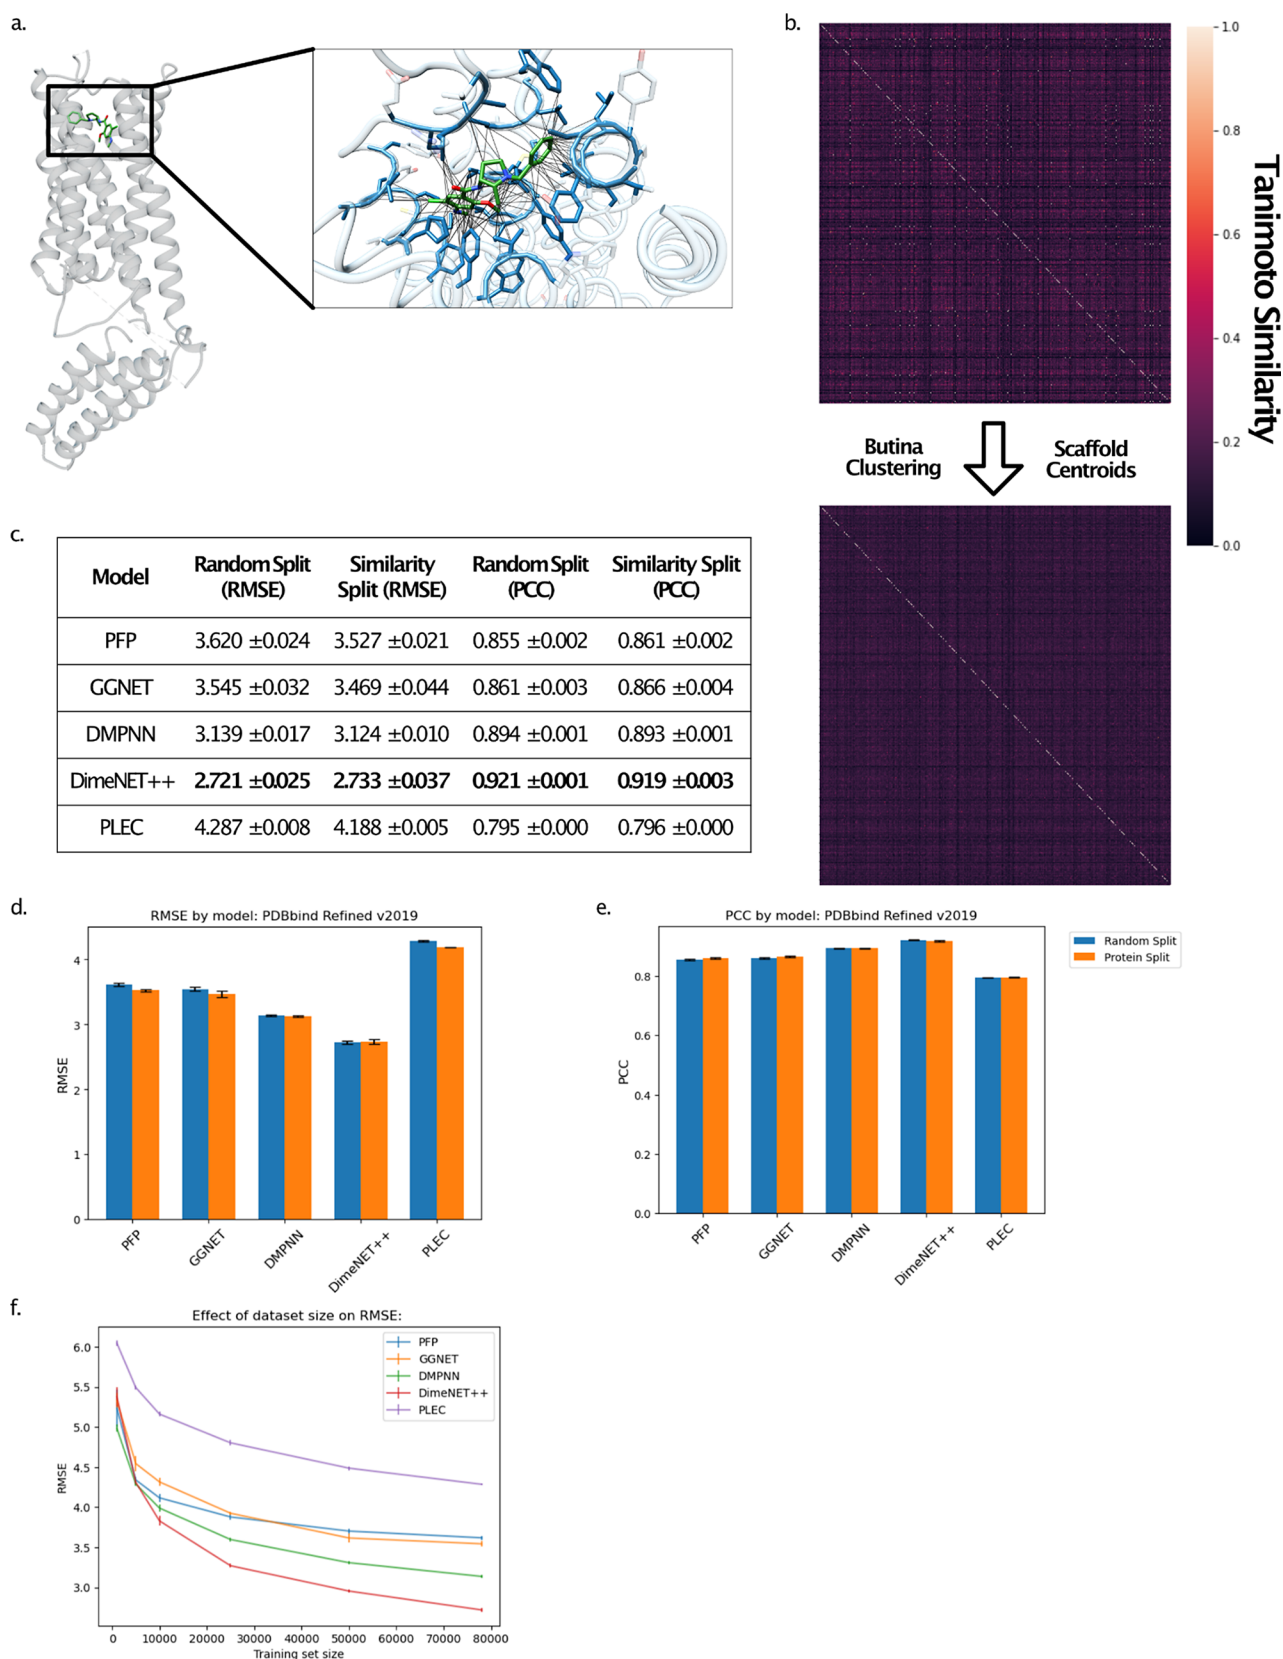 a.
b.
1.0
0.8
0.6
0.4
0.2
0.0
Tanimoto Similarity
Butina
Clustering
Scaffold
Centroids
c.
Model Random Split (RMSE) Similarity Split (RMSE) Random Split (PCC) Similarity Split (PCC)
PFP 3.620 ±0.024 3.527 ±0.021 0.855 ±0.002 0.861 ±0.002
GGNET 3.545 ±0.032 3.469 ±0.044 0.861 ±0.003 0.866 ±0.004
DMPNN 3.139 ±0.017 3.124 ±0.010 0.894 ±0.001 0.893 ±0.001
DimeNET++ 2.721 ±0.025 2.733 ±0.037 0.921 ±0.001 0.919 ±0.003
PLEC 4.287 ±0.008 4.188 ±0.005 0.795 ±0.000 0.796 ±0.000
d.
RMSE by model: PDBbind Refined v2019
RMSE
4
3
2
1
0
PFP
GGNET
DMPNN
DimeNET++
PLEC
e.
PCC by model: PDBbind Refined v2019
PCC
0.8
0.6
0.4
0.2
0.0
PFP
GGNET
DMPNN
DimeNET++
PLEC
Random Split
Protein Split
f.
Effect of dataset size on RMSE:
RMSE
6.0
5.5
5.0
4.5
4.0
3.5
3.0
PFP
GGNET
DMPNN
DimeNET++
PLEC
0 10000 20000 30000 40000 50000 60000 70000 80000
Training set size